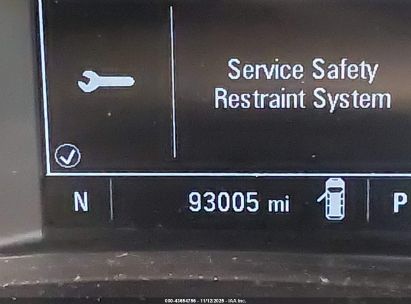 Service Safety
Restraint System
N 93005 mi P